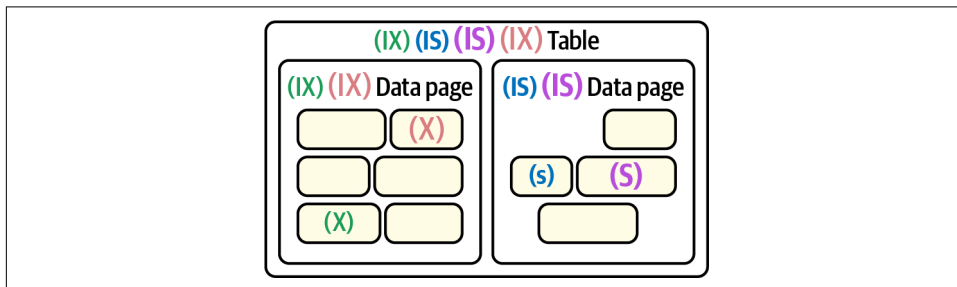 (IX) (IS) (IS) (IX) Table
(IX) (IX) Data page
(X)
(X)
(IS) (IS) Data page
(s) (S)